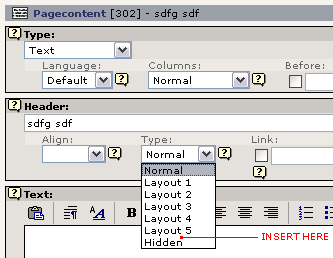 Pagecontent [302] - sdfg sdf
Type:
Text
Language: Columns: Before:
Default Normal
Header:
sdfg sdf
Align: Type: Link:
Normal
Normal
Layout 1
Layout 2
Layout 3
Layout 4
Layout 5
Hidden
INSERT HERE
Text:
¶ AA B